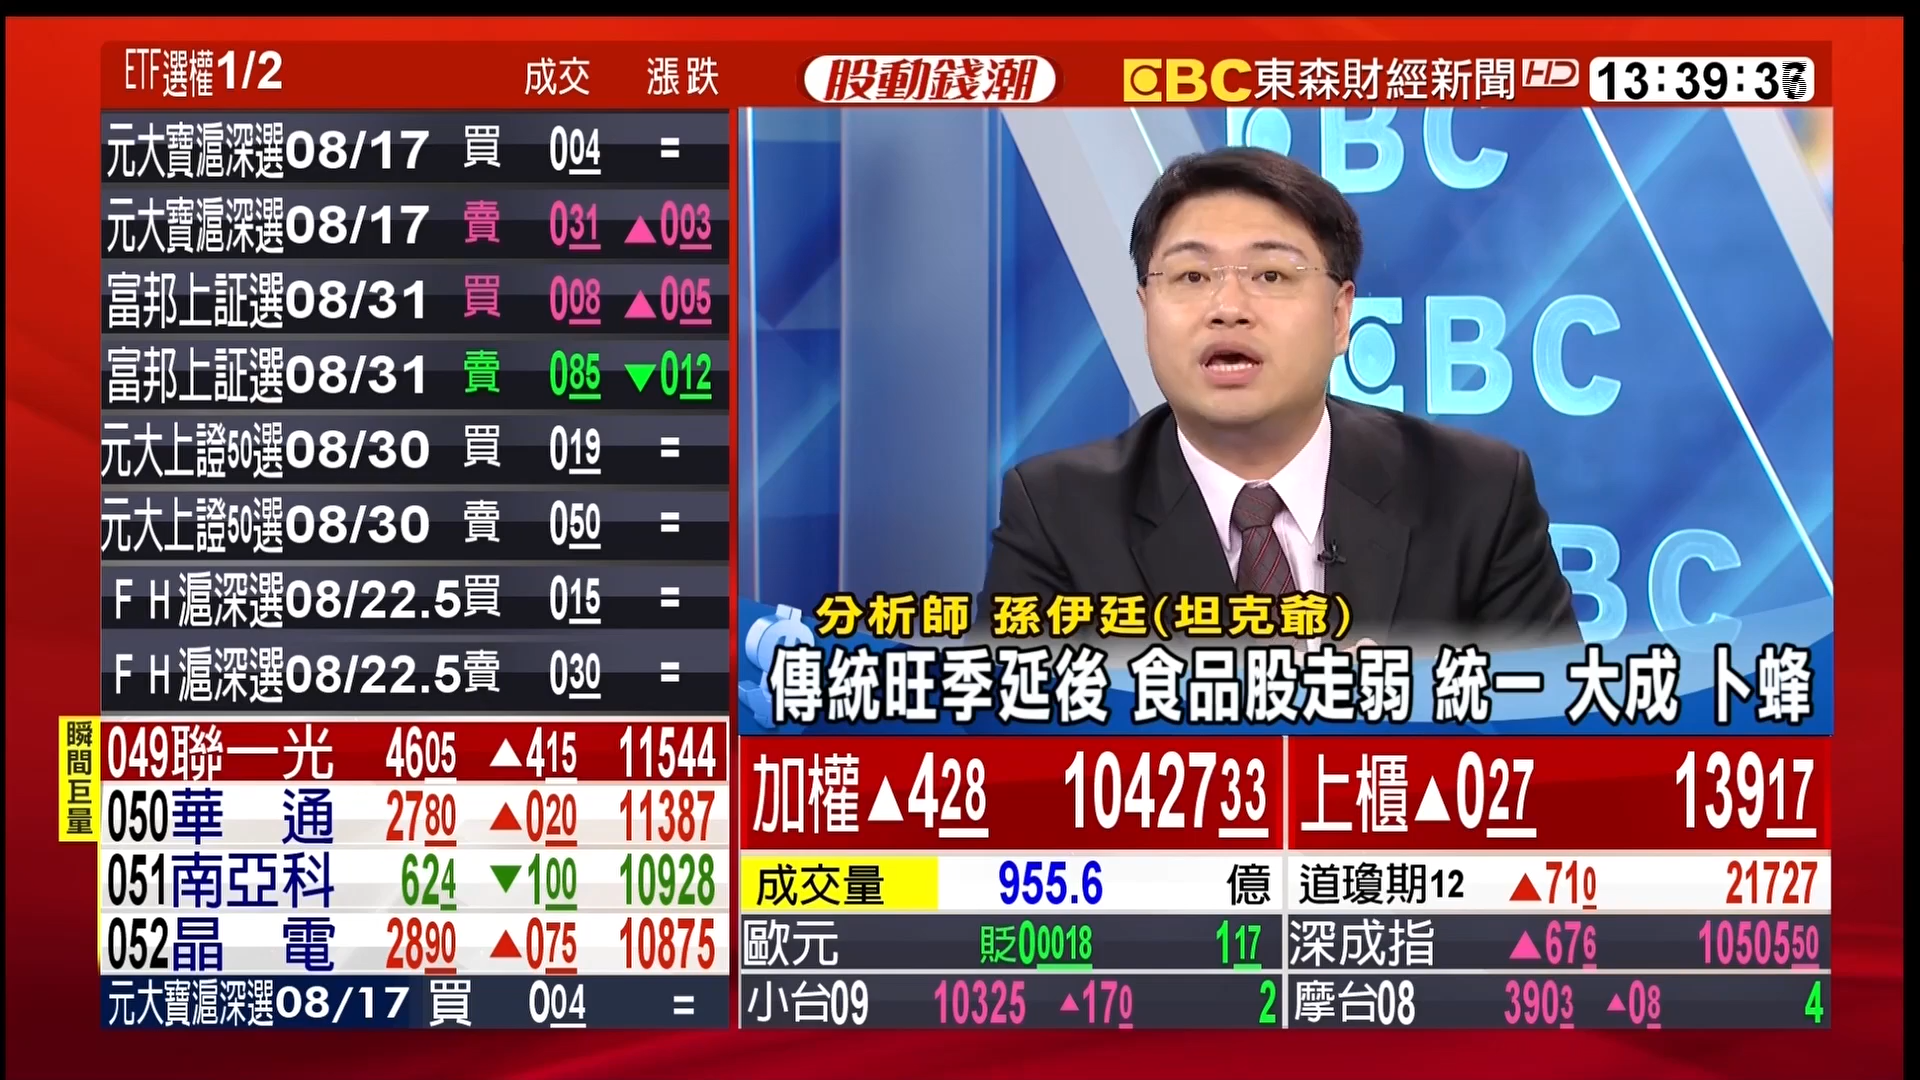 ETF選權1/2 成交 漲跌
股動錢潮
EBC東森財經新聞HD
13:39:3
元大寶滬深選08/17 買 004 =
元大寶滬深選08/17 賣 031 ▲003
富邦上証選08/31 買 008 ▲005
富邦上証選08/31 賣 085 ▼012
元大上證50選08/30 買 019 =
元大上證50選08/30 賣 050 =
FH滬深選08/22.5買 015 =
FH滬深選08/22.5賣 030 =
BC
EBC
BC
分析師 孫伊廷(坦克爺)
傳統旺季延後 食品股走弱 統一 大成 卜蜂
瞬間巨量
049聯一光 4605 ▲415 11544
050華通 2780 ▲020 11387
051南亞科 624 ▼100 10928
052晶電 2890 ▲075 10875
元大寶滬深選08/17 買 004 =
加權▲428 1042733
上櫃▲027 13917
成交量 955.6 億
道瓊期12 ▲710 21727
歐元 貶00018 117
深成指 ▲676 1050550
小台09 10325 ▲170 2
摩台08 3903 ▲08 4